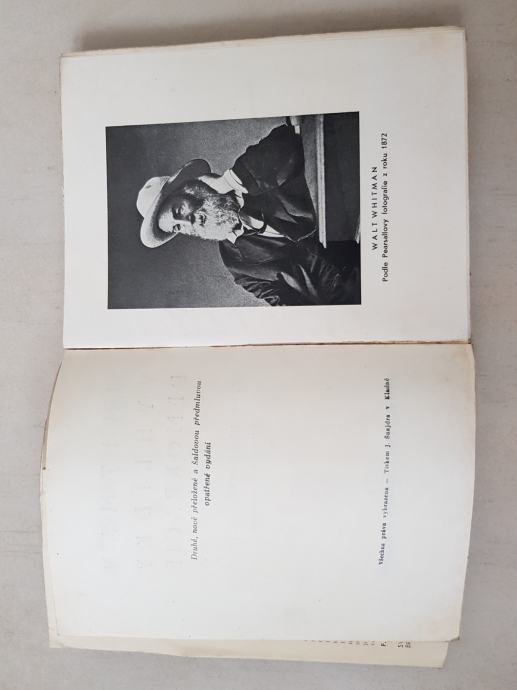 Druhé, nově přeložené a Šaldovou předmluvou
opatřené vydání
Všechna práva vyhrazena — Tiskem J. Šnajdra v Kladně
WALT WHITMAN
Podle Pearsallovy fotografie z roku 1872